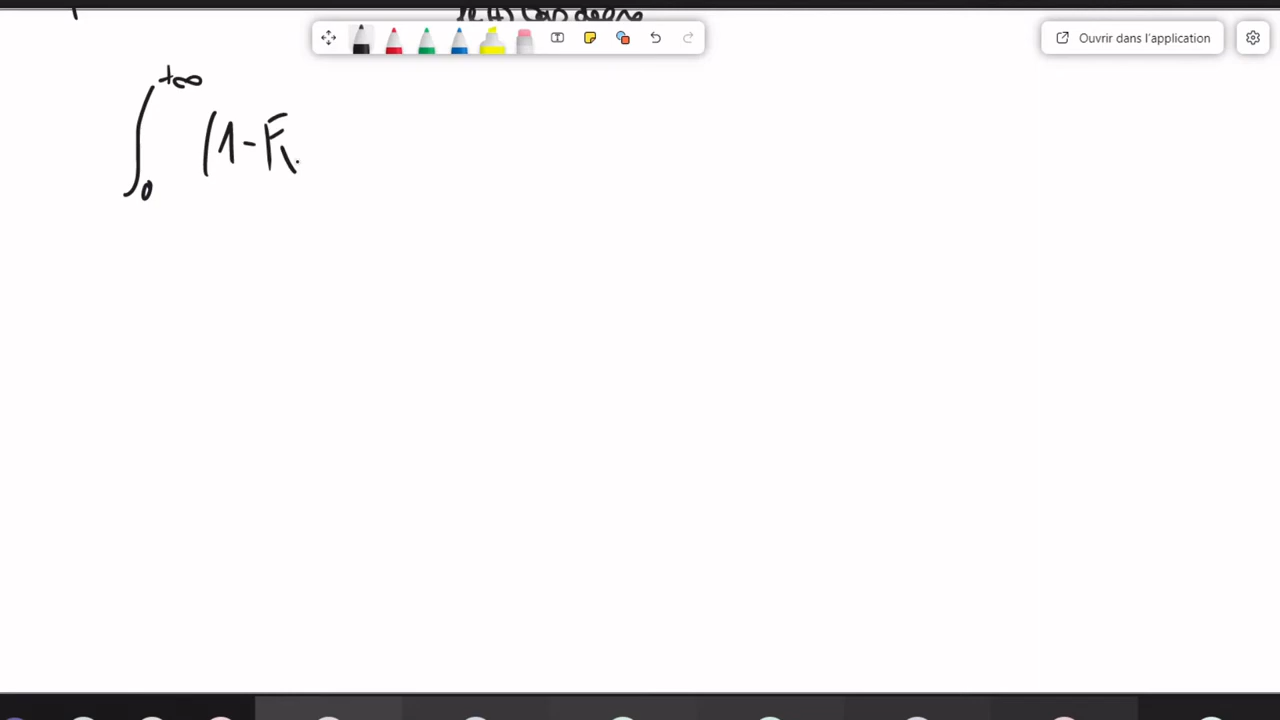 Ouvrir dans l'application
∫₀^{+∞} (1-F